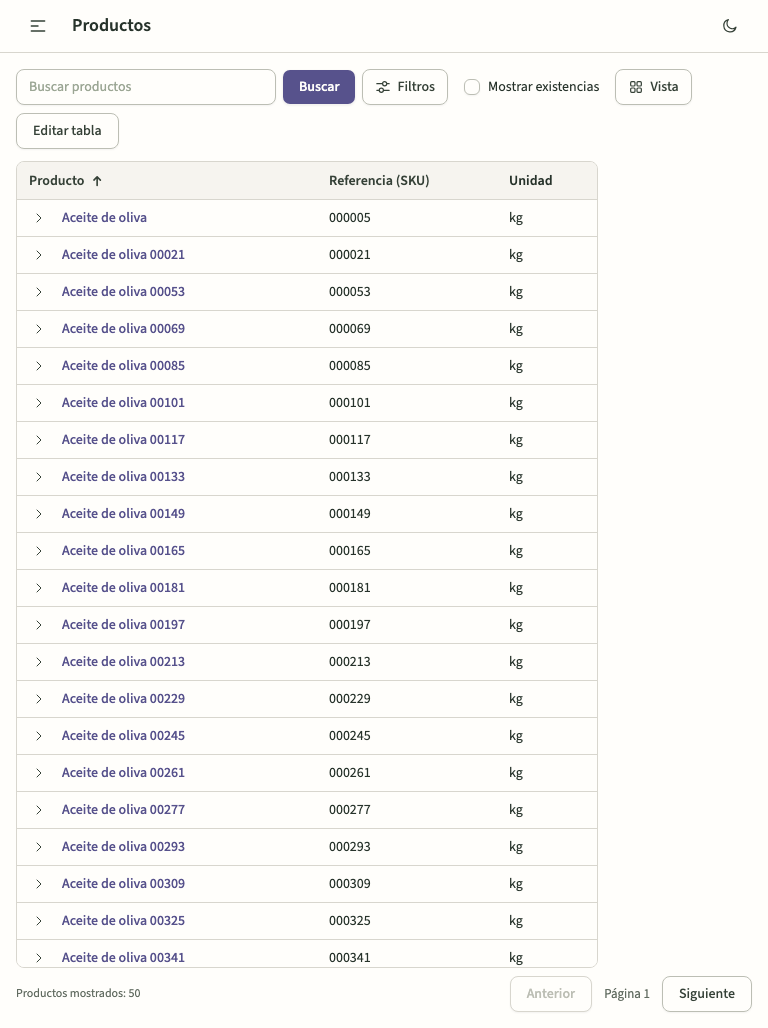 Productos
Buscar productos
Buscar
Filtros
Mostrar existencias
Vista
Editar tabla
Producto Referencia (SKU) Unidad
Aceite de oliva 000005 kg
Aceite de oliva 00021 000021 kg
Aceite de oliva 00053 000053 kg
Aceite de oliva 00069 000069 kg
Aceite de oliva 00085 000085 kg
Aceite de oliva 00101 000101 kg
Aceite de oliva 00117 000117 kg
Aceite de oliva 00133 000133 kg
Aceite de oliva 00149 000149 kg
Aceite de oliva 00165 000165 kg
Aceite de oliva 00181 000181 kg
Aceite de oliva 00197 000197 kg
Aceite de oliva 00213 000213 kg
Aceite de oliva 00229 000229 kg
Aceite de oliva 00245 000245 kg
Aceite de oliva 00261 000261 kg
Aceite de oliva 00277 000277 kg
Aceite de oliva 00293 000293 kg
Aceite de oliva 00309 000309 kg
Aceite de oliva 00325 000325 kg
Aceite de oliva 00341 000341 kg
Productos mostrados: 50
Anterior
Página 1
Siguiente